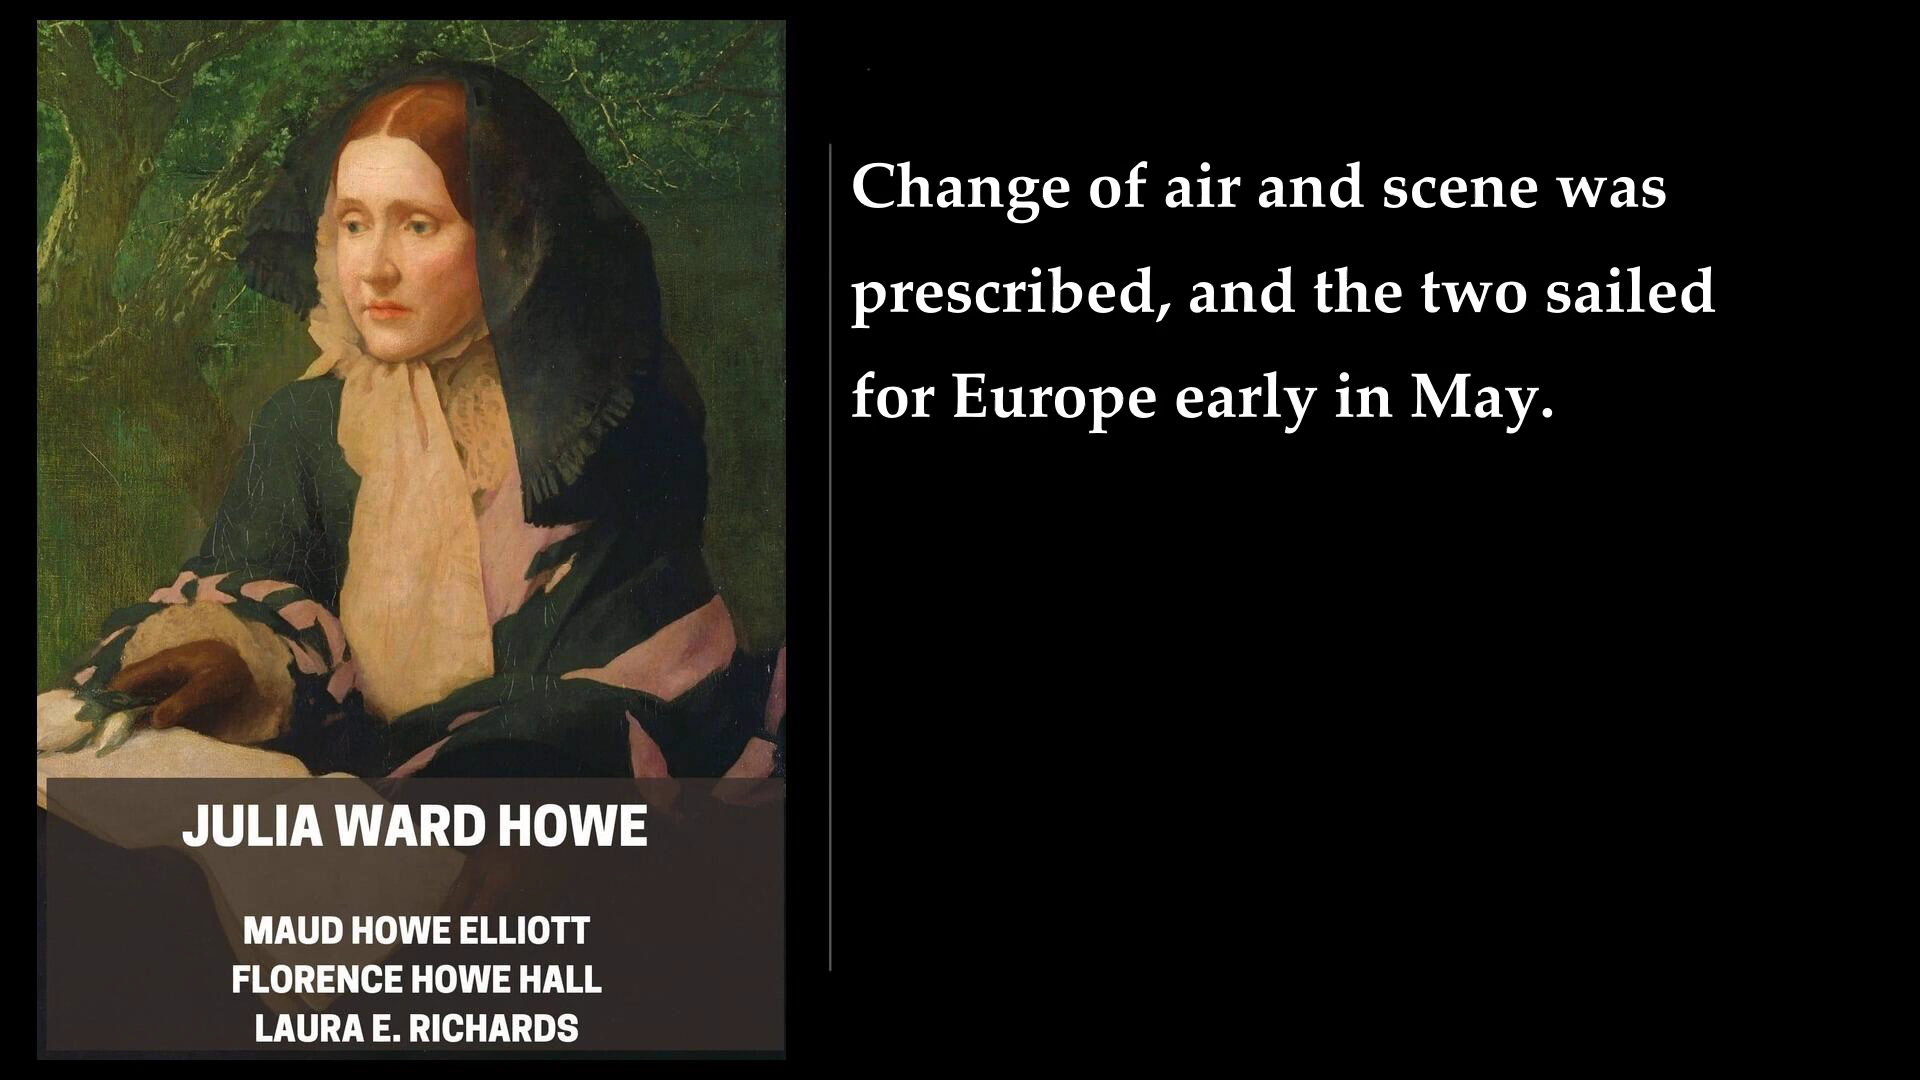 Change of air and scene was
prescribed, and the two sailed
for Europe early in May.
JULIA WARD HOWE
MAUD HOWE ELLIOTT
FLORENCE HOWE HALL
LAURA E. RICHARDS